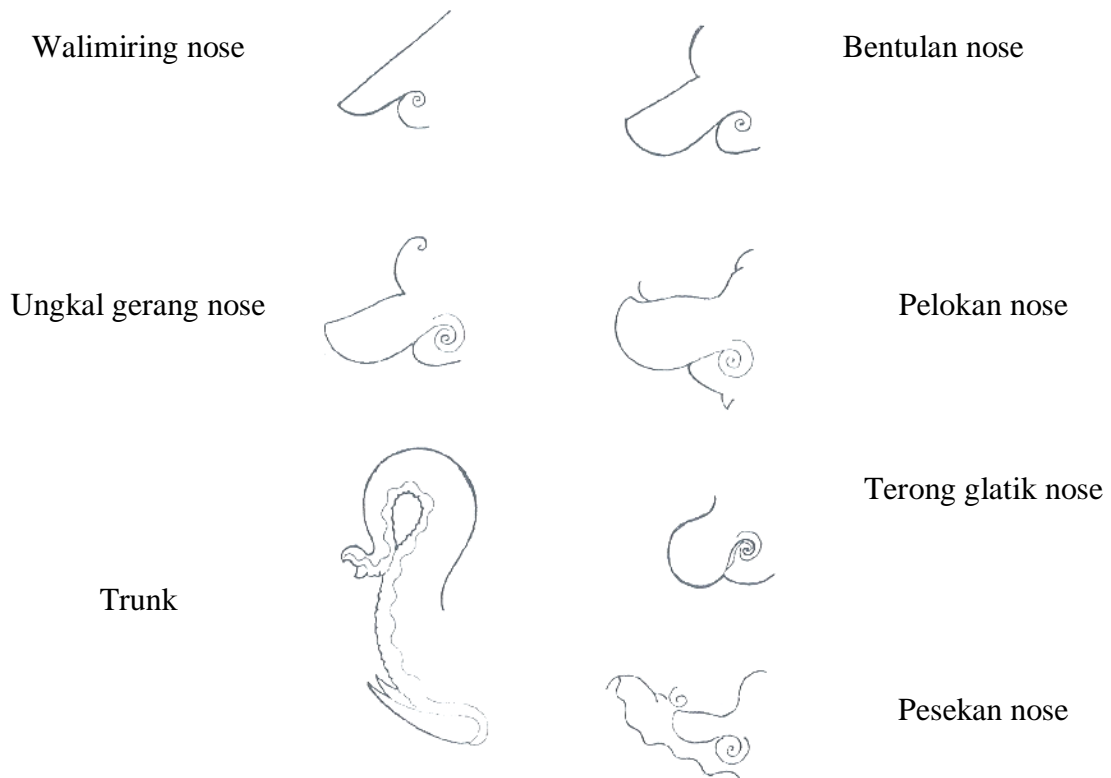 Walimiring nose
Bentulan nose
Ungkal gerang nose
Pelokan nose
Terong glatik nose
Trunk
Pesekan nose